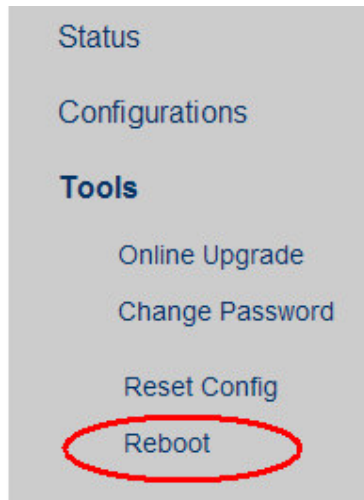 Status
Configurations
Tools
Online Upgrade
Change Password
Reset Config
Reboot